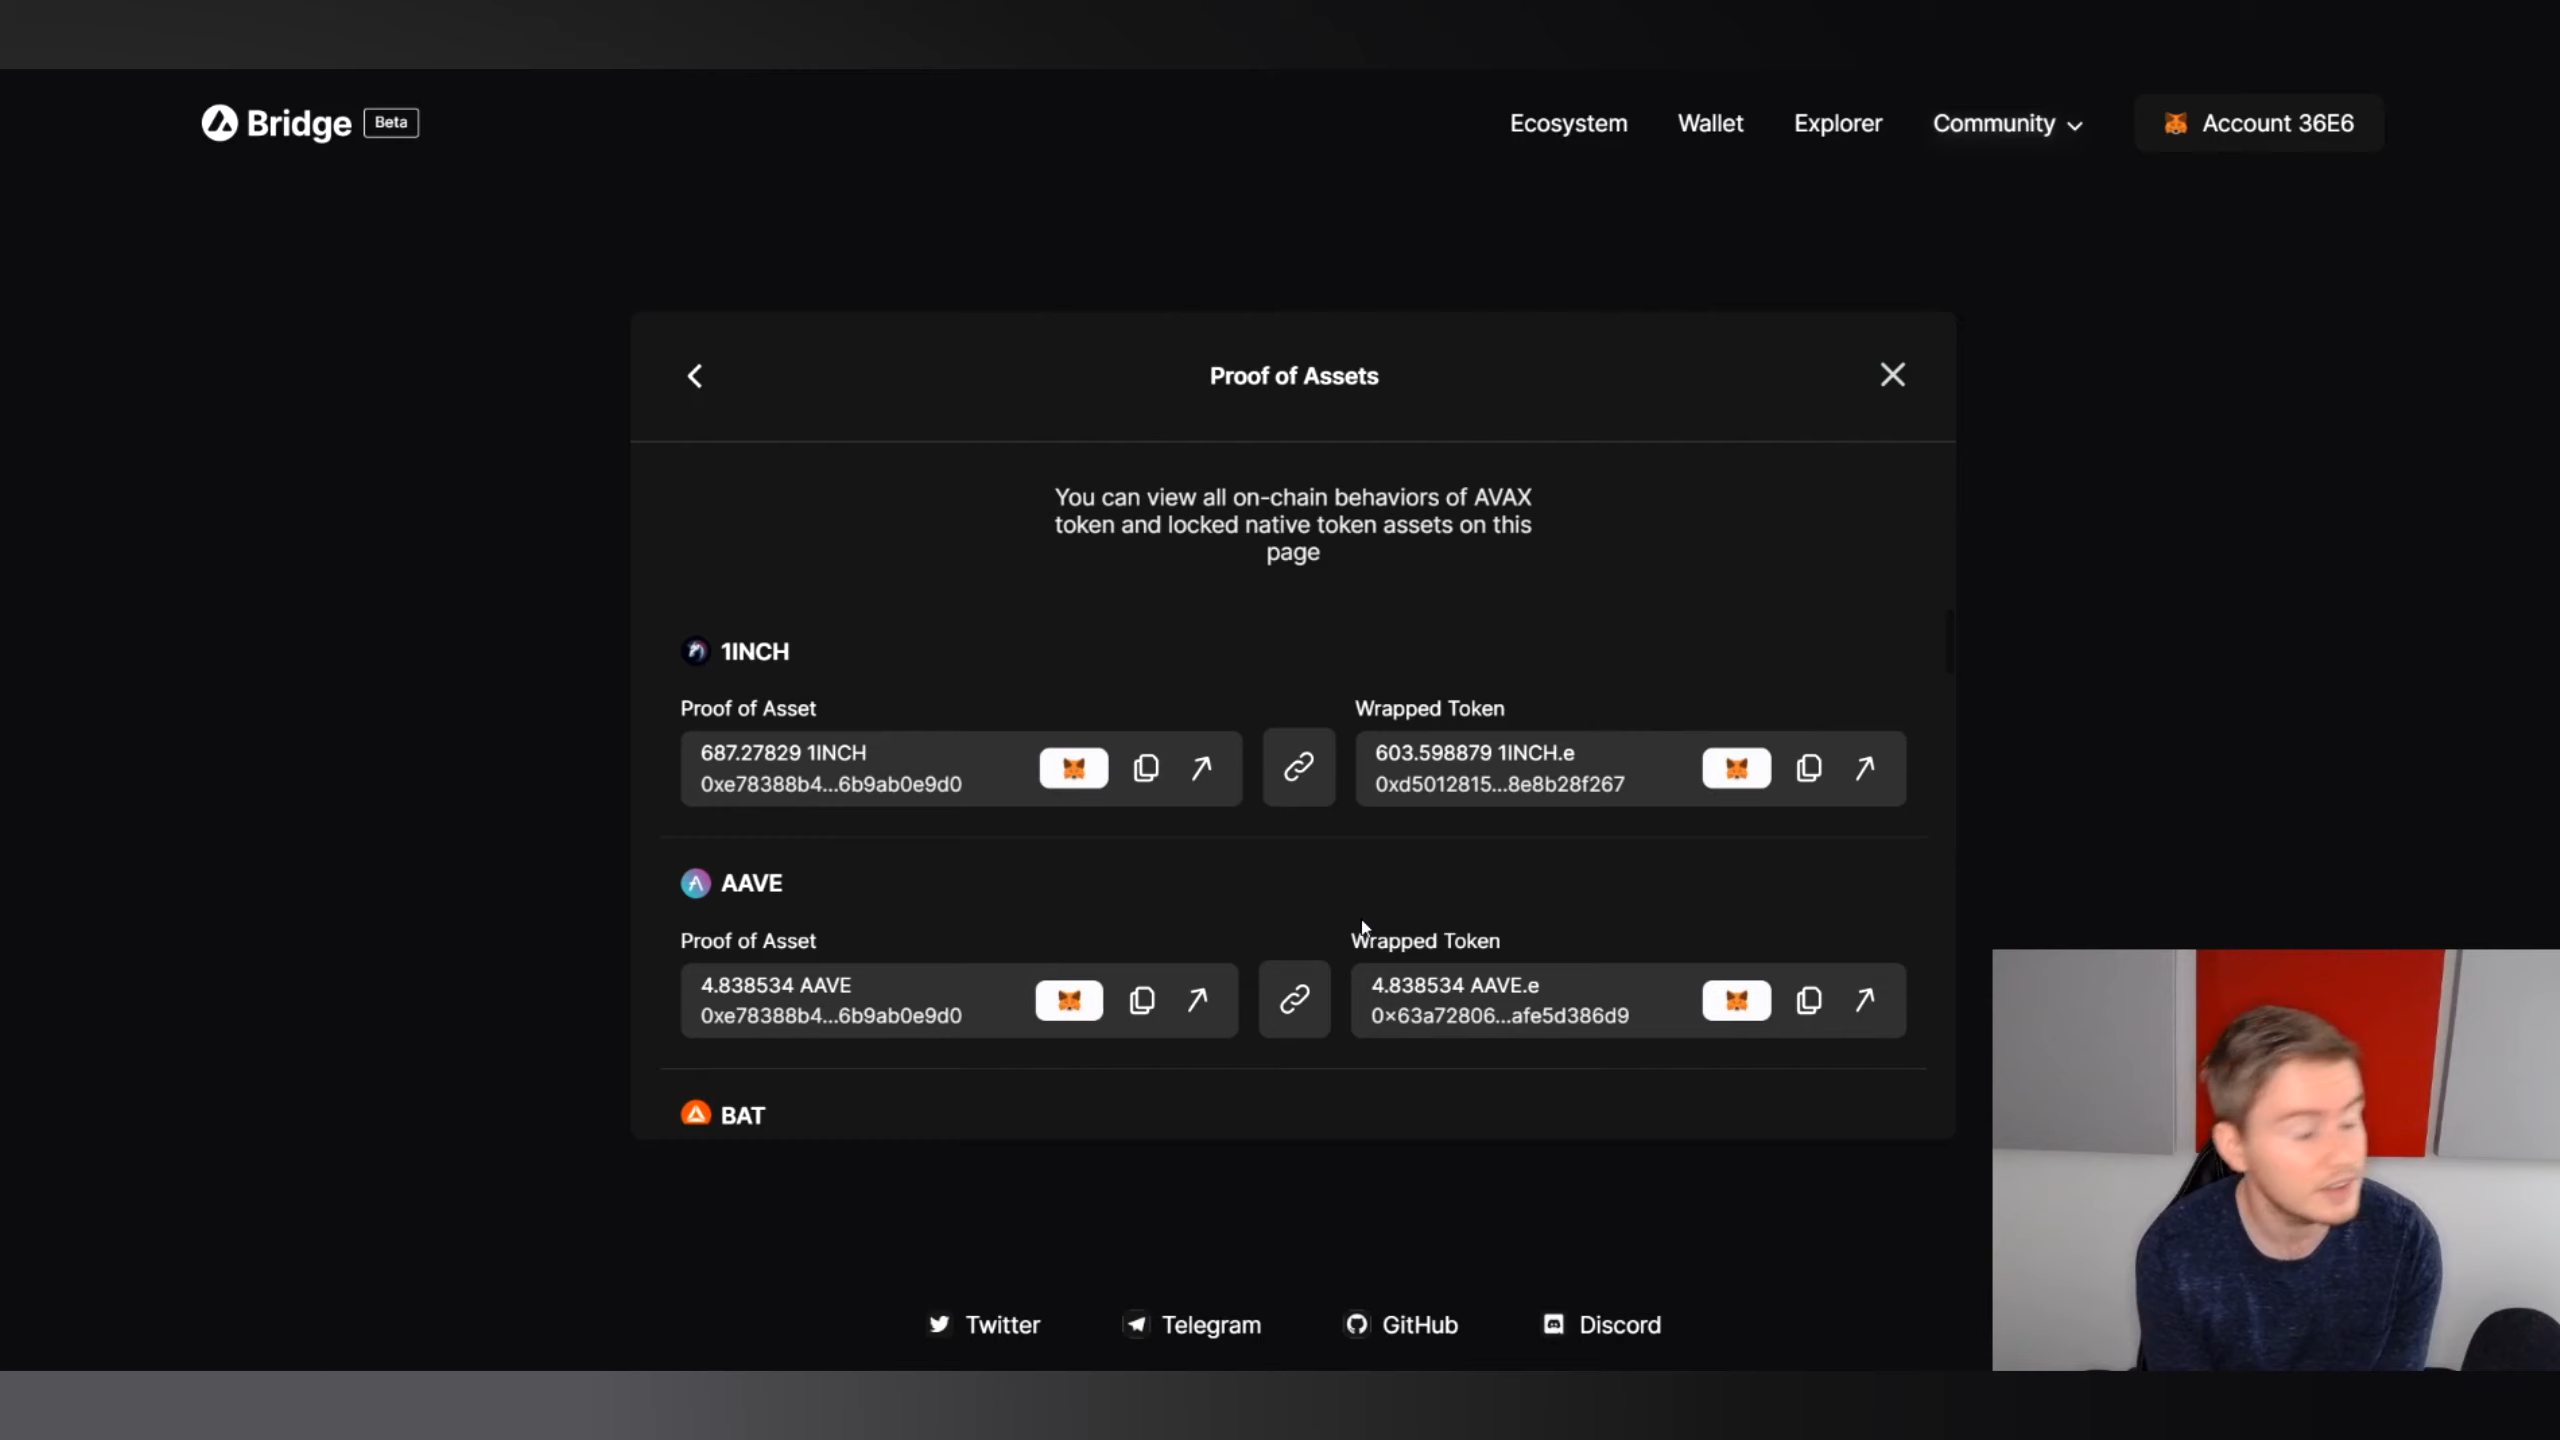 Bridge Beta
Ecosystem Wallet Explorer Community Account 36E6
Proof of Assets
You can view all on-chain behaviors of AVAX
token and locked native token assets on this
page
1INCH
Proof of Asset Wrapped Token
687.27829 1INCH 603.598879 1INCH.e
0xe78388b4...6b9ab0e9d0 0xd5012815...8e8b28f267
AAVE
Proof of Asset Wrapped Token
4.838534 AAVE 4.838534 AAVE.e
0xe78388b4...6b9ab0e9d0 0×63a72806...afe5d386d9
BAT
Twitter Telegram GitHub Discord